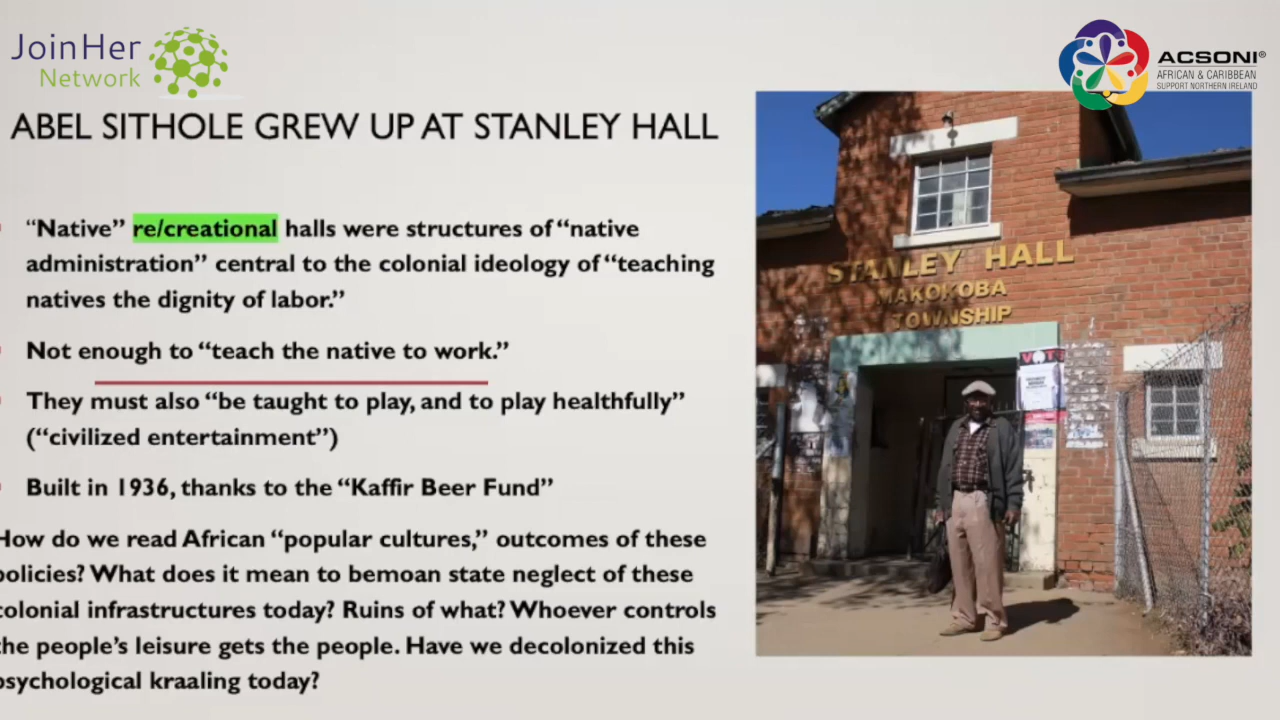 JoinHer
Network
ACSONI®
AFRICAN & CARIBBEAN
SUPPORT NORTHERN IRELAND
ABEL SITHOLE GREW UP AT STANLEY HALL
“Native” re/creational halls were structures of “native
administration” central to the colonial ideology of “teaching
natives the dignity of labor.”
Not enough to “teach the native to work.”
They must also “be taught to play, and to play healthfully”
(“civilized entertainment”)
Built in 1936, thanks to the “Kaffir Beer Fund”
How do we read African “popular cultures,” outcomes of these
policies? What does it mean to bemoan state neglect of these
colonial infrastructures today? Ruins of what? Whoever controls
the people’s leisure gets the people. Have we decolonized this
psychological kraaling today?
STANLEY HALL
MAKOKOBA
TOWNSHIP
VOT